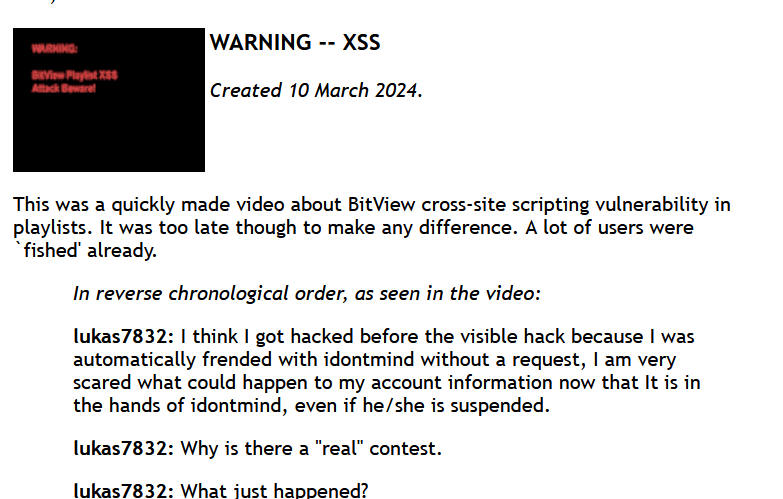 WARNING -- XSS
WARNING:
BitView Playlist XSS
Attack Beware!
Created 10 March 2024.
This was a quickly made video about BitView cross-site scripting vulnerability in
playlists. It was too late though to make any difference. A lot of users were
`fished' already.
In reverse chronological order, as seen in the video:
lukas7832: I think I got hacked before the visible hack because I was
automatically frended with idontmind without a request, I am very
scared what could happen to my account information now that It is in
the hands of idontmind, even if he/she is suspended.
lukas7832: Why is there a "real" contest.
lukas7832: What just happened?